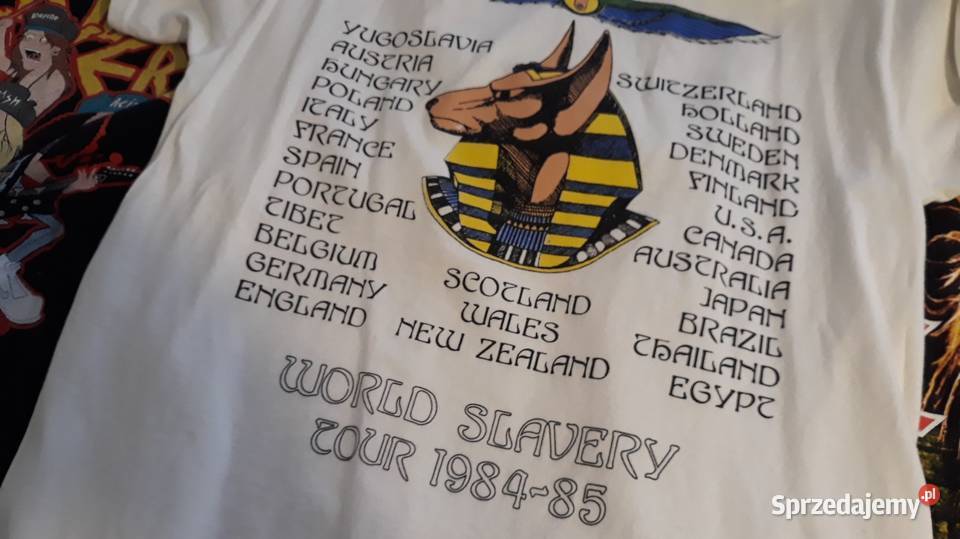 YUGOSLAVIA
AUSTRIA
HUNGARY
POLAND
ITALY
FRANCE
SPAIN
PORTUGAL
TIBET
BELGIUM
GERMANY
ENGLAND
SCOTLAND
WALES
NEW ZEALAND
SWITZERLAND
HOLLAND
SWEDEN
DENMARK
FINLAND
U.S.A.
CANADA
AUSTRALIA
JAPAN
BRAZIL
THAILAND
EGYPT
WORLD SLAVERY
TOUR 1984~85
Sprzedajemy.pl